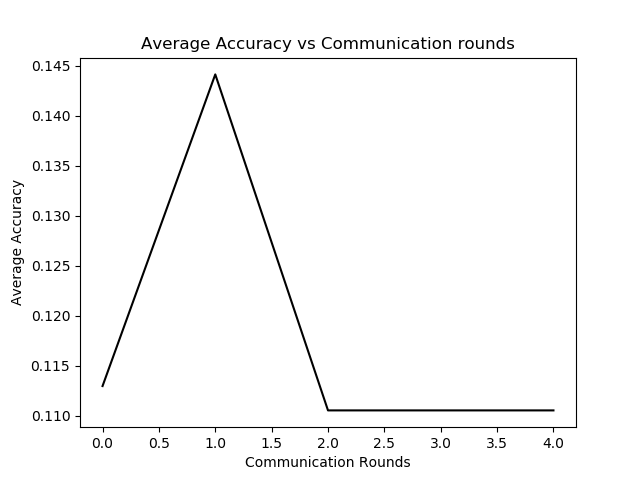 Average Accuracy vs Communication rounds
0.145
0.140
0.135
0.130
0.125
0.120
0.115
0.110
Average Accuracy
0.0 0.5 1.0 1.5 2.0 2.5 3.0 3.5 4.0
Communication Rounds